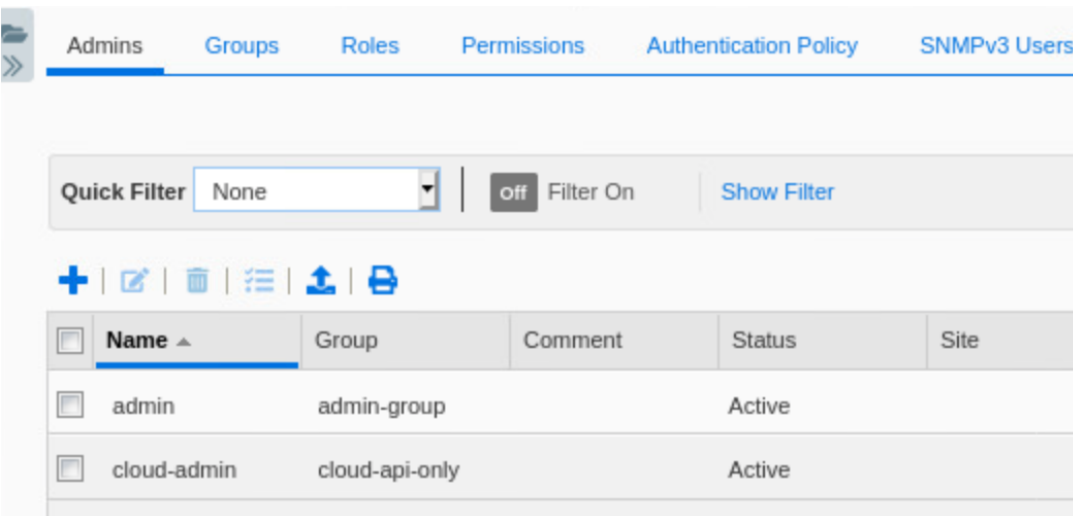 Admins Groups Roles Permissions Authentication Policy SNMPv3 Users
Quick Filter None Off Filter On Show Filter
Name Group Comment Status Site
admin admin-group Active
cloud-admin cloud-api-only Active